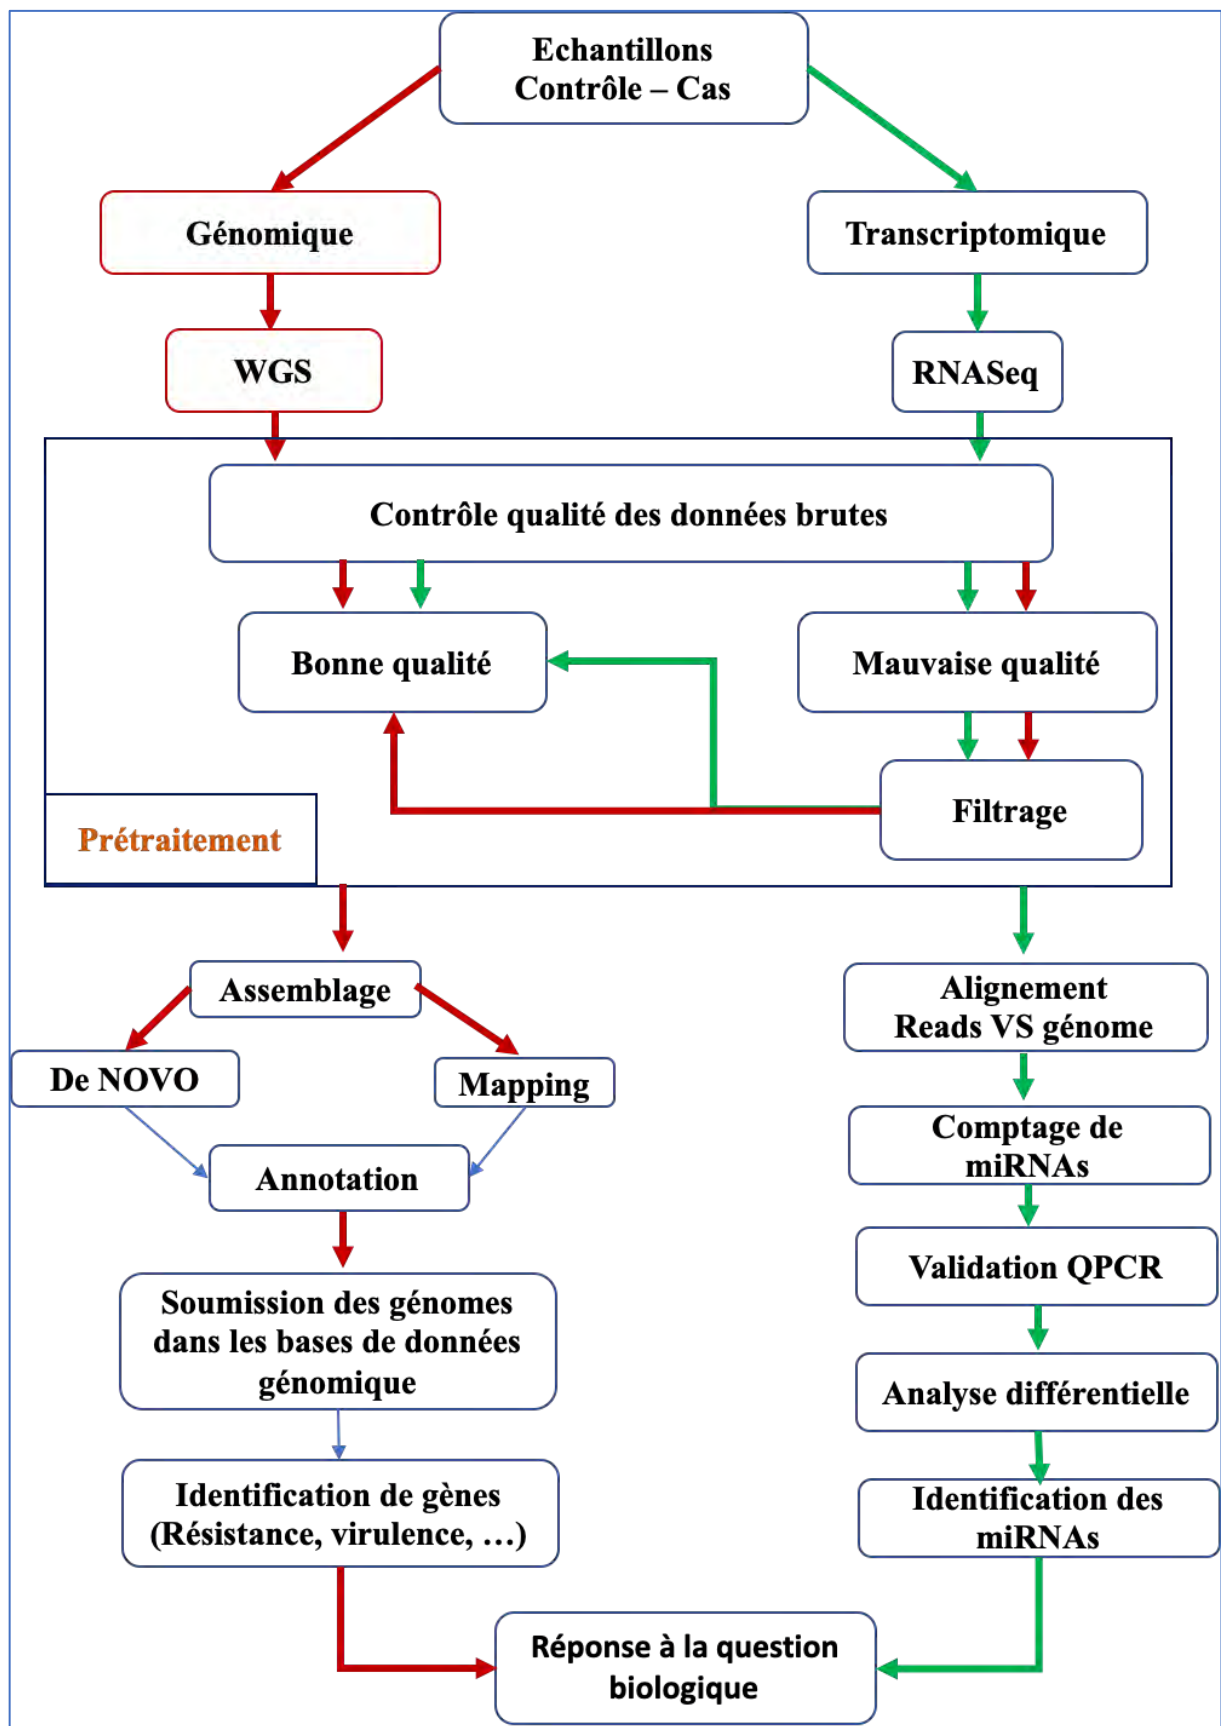 Echantillons
Contrôle – Cas
Génomique
Transcriptomique
WGS
RNASeq
Contrôle qualité des données brutes
Bonne qualité
Mauvaise qualité
Filtrage
Prétraitement
Assemblage
Alignement
Reads VS génome
De NOVO
Mapping
Comptage de
miRNAs
Annotation
Validation QPCR
Soumission des génomes
dans les bases de données
génomique
Analyse différentielle
Identification de gènes
(Résistance, virulence, …)
Identification des
miRNAs
Réponse à la question
biologique